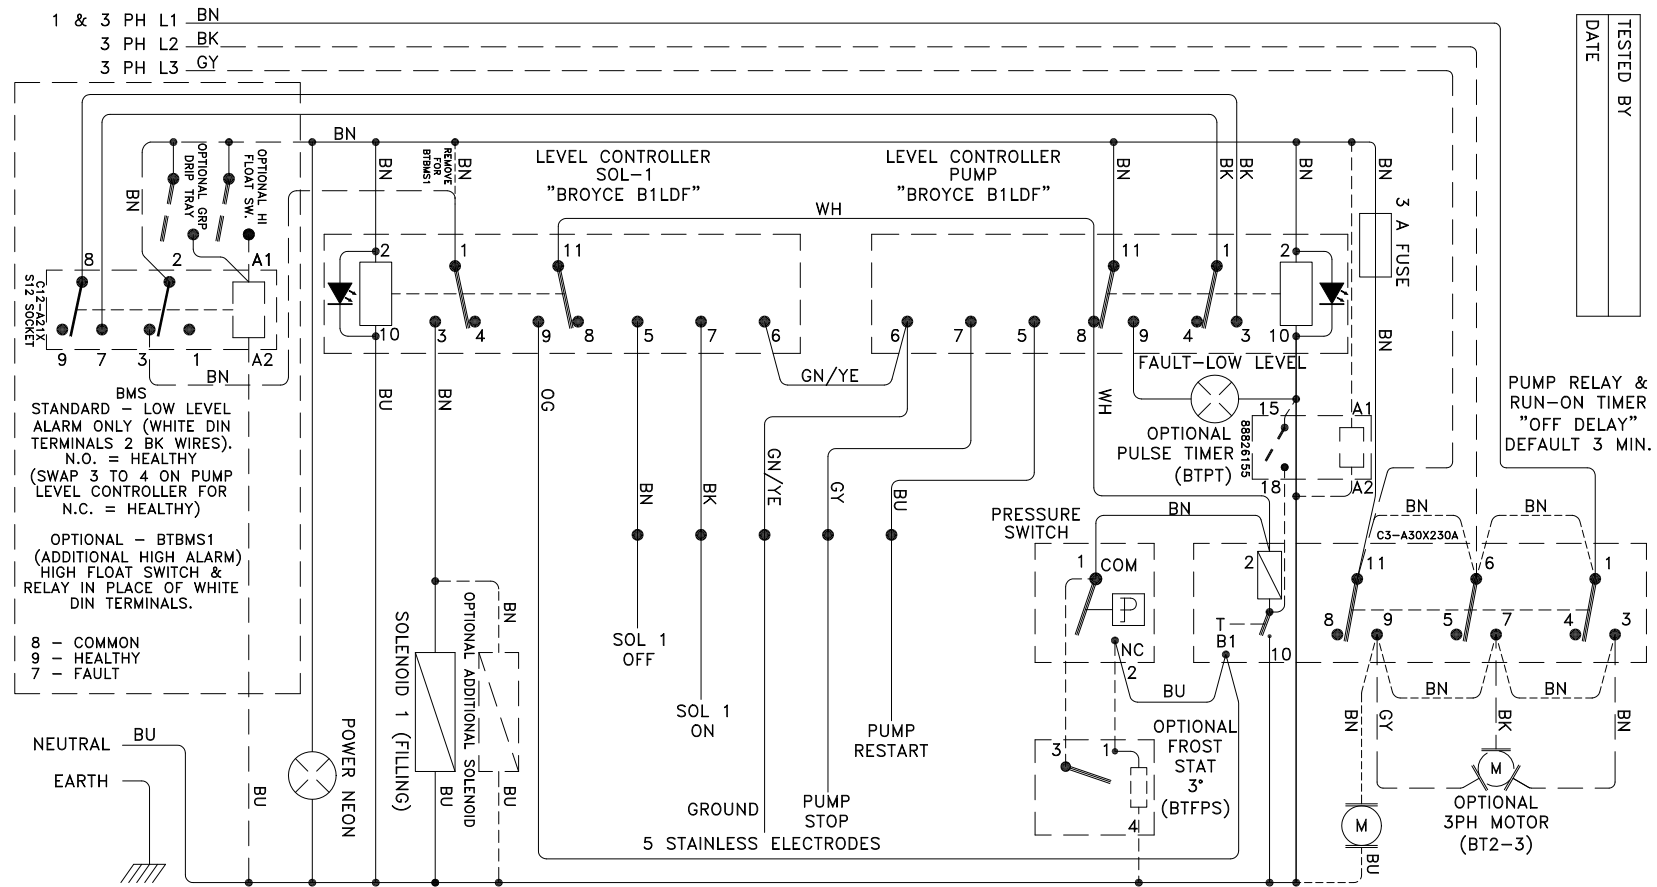 1 & 3 PH L1 BN
3 PH L2 BK
3 PH L3 GY
TESTED BY
DATE
BN
BN
BN
REMOVE
FOR
BTBMS1
LEVEL CONTROLLER
SOL-1
"BROYCE B1LDF"
LEVEL CONTROLLER
PUMP
"BROYCE B1LDF"
BN
BK
BK
BN
BN
3 A FUSE
BN
OPTIONAL GRP
DRIP TRAY
OPTIONAL HI
FLOAT SW.
BN
WH
8 2 A1
C12-A21X
S12 SOCKET
9 7 3 1 A2
BN
2 1 11
10 3 4 9 8 5 7 6
11 1 2
6 7 5 8 9 4 3 10
GN/YE
FAULT-LOW LEVEL
BU
BN
OG
WH
OPTIONAL
PULSE TIMER
(BTPT)
15 A1
88826155
18 A2
PUMP RELAY &
RUN-ON TIMER
"OFF DELAY"
DEFAULT 3 MIN.
BMS
STANDARD - LOW LEVEL
ALARM ONLY (WHITE DIN
TERMINALS 2 BK WIRES).
N.O. = HEALTHY
(SWAP 3 TO 4 ON PUMP
LEVEL CONTROLLER FOR
N.C. = HEALTHY)
OPTIONAL - BTBMS1
(ADDITIONAL HIGH ALARM)
HIGH FLOAT SWITCH &
RELAY IN PLACE OF WHITE
DIN TERMINALS.
8 - COMMON
9 - HEALTHY
7 - FAULT
BN
BK
GN/YE
GY
BU
PRESSURE
SWITCH
BN
BN
BN
C3-A30X230A
1 COM
2
11 6 1
T
B1
10
8 9 5 7 4 3
NC
2
BU
BN
BN
BN
GY
BK
BN
SOLENOID 1 (FILLING)
OPTIONAL ADDITIONAL SOLENOID
BN
SOL 1
OFF
SOL 1
ON
PUMP
RESTART
OPTIONAL
FROST
STAT
3°
(BTFPS)
3 1
4
M
OPTIONAL
3PH MOTOR
(BT2-3)
M
BU
NEUTRAL BU
EARTH
BU
POWER NEON
BU
BU
GROUND
PUMP
STOP
5 STAINLESS ELECTRODES